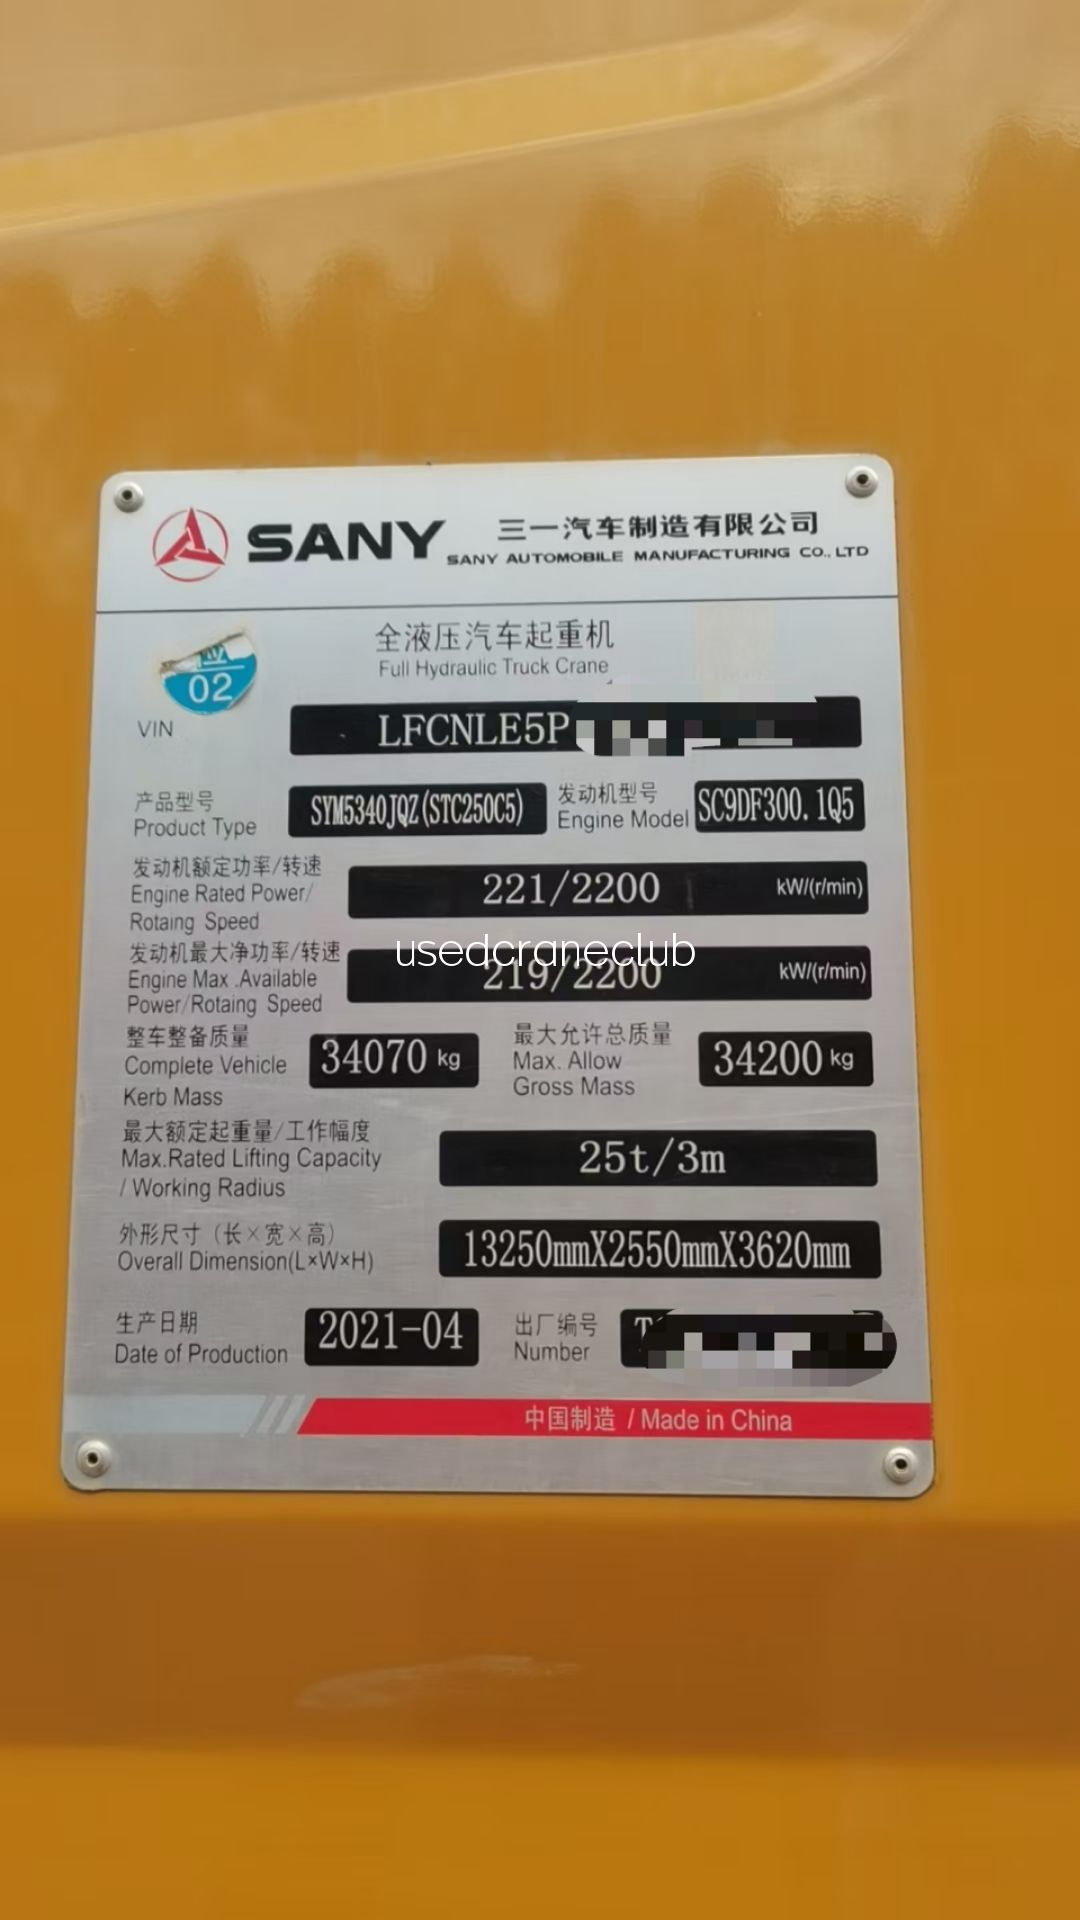 SANY
三一汽车制造有限公司
SANY AUTOMOBILE MANUFACTURING CO., LTD
全液压汽车起重机
Full Hydraulic Truck Crane
02
VIN LFCNLE5P
产品型号
Product Type SYM5340JQZ(STC250C5)
发动机型号
Engine Model SC9DF300.1Q5
发动机额定功率/转速
Engine Rated Power/
Rotaing Speed
221/2200 kW/(r/min)
发动机最大净功率/转速
Engine Max .Available
Power/Rotaing Speed
219/2200 kW/(r/min)
usedcraneclub
整车整备质量
Complete Vehicle
Kerb Mass
34070 kg
最大允许总质量
Max. Allow
Gross Mass
34200 kg
最大额定起重量/工作幅度
Max.Rated Lifting Capacity
/ Working Radius
25t/3m
外形尺寸（长×宽×高）
Overall Dimension(L×W×H)
13250mmX2550mmX3620mm
生产日期
Date of Production
2021-04
出厂编号
Number
中国制造 / Made in China